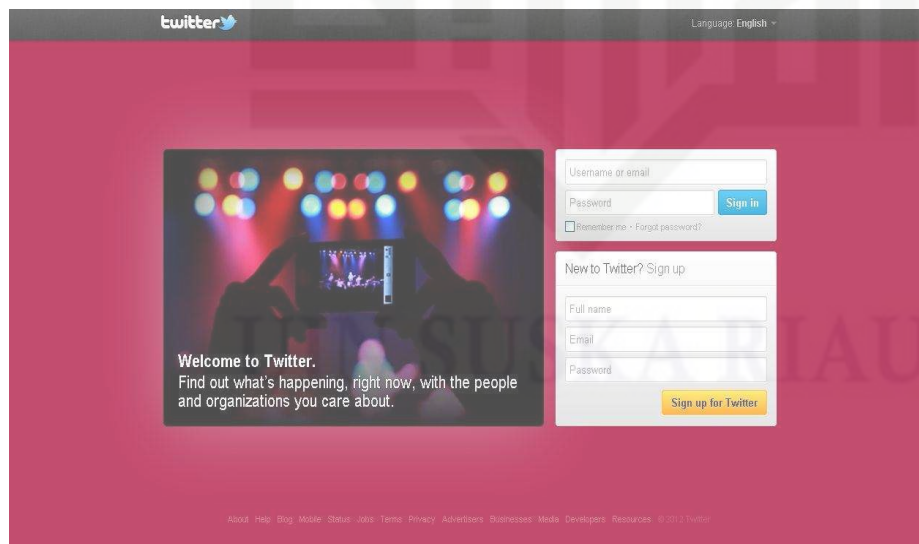 twitter
Language: English
Username or email
Password
Sign in
Remember me · Forgot password?
New to Twitter? Sign up
Full name
Email
Password
Sign up for Twitter
Welcome to Twitter.
Find out what's happening, right now, with the people
and organizations you care about.
UIN SUSKA RIAU
About Help Blog Mobile Status Jobs Terms Privacy Advertisers Businesses Media Developers Resources © 2012 Twitter